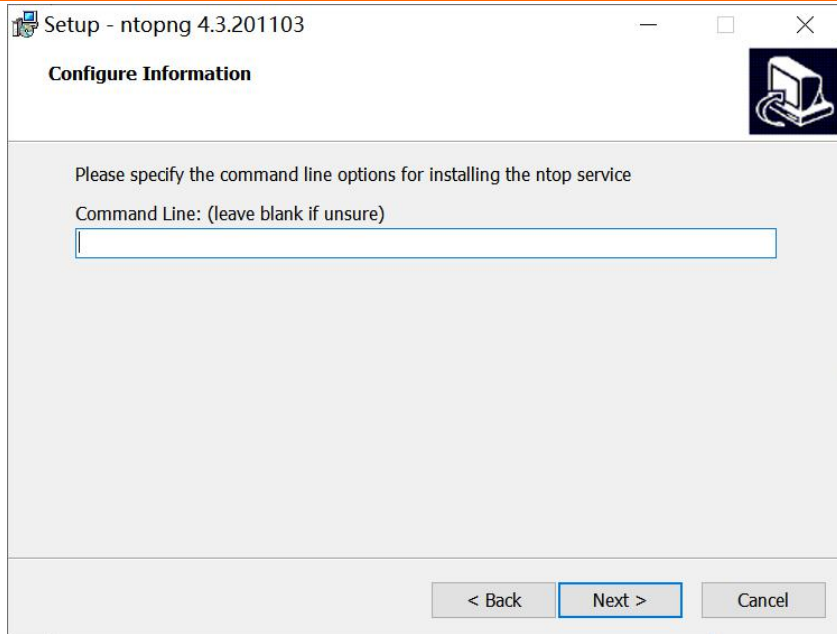 Setup - ntopng 4.3.201103
Configure Information
Please specify the command line options for installing the ntop service
Command Line: (leave blank if unsure)
< Back
Next >
Cancel